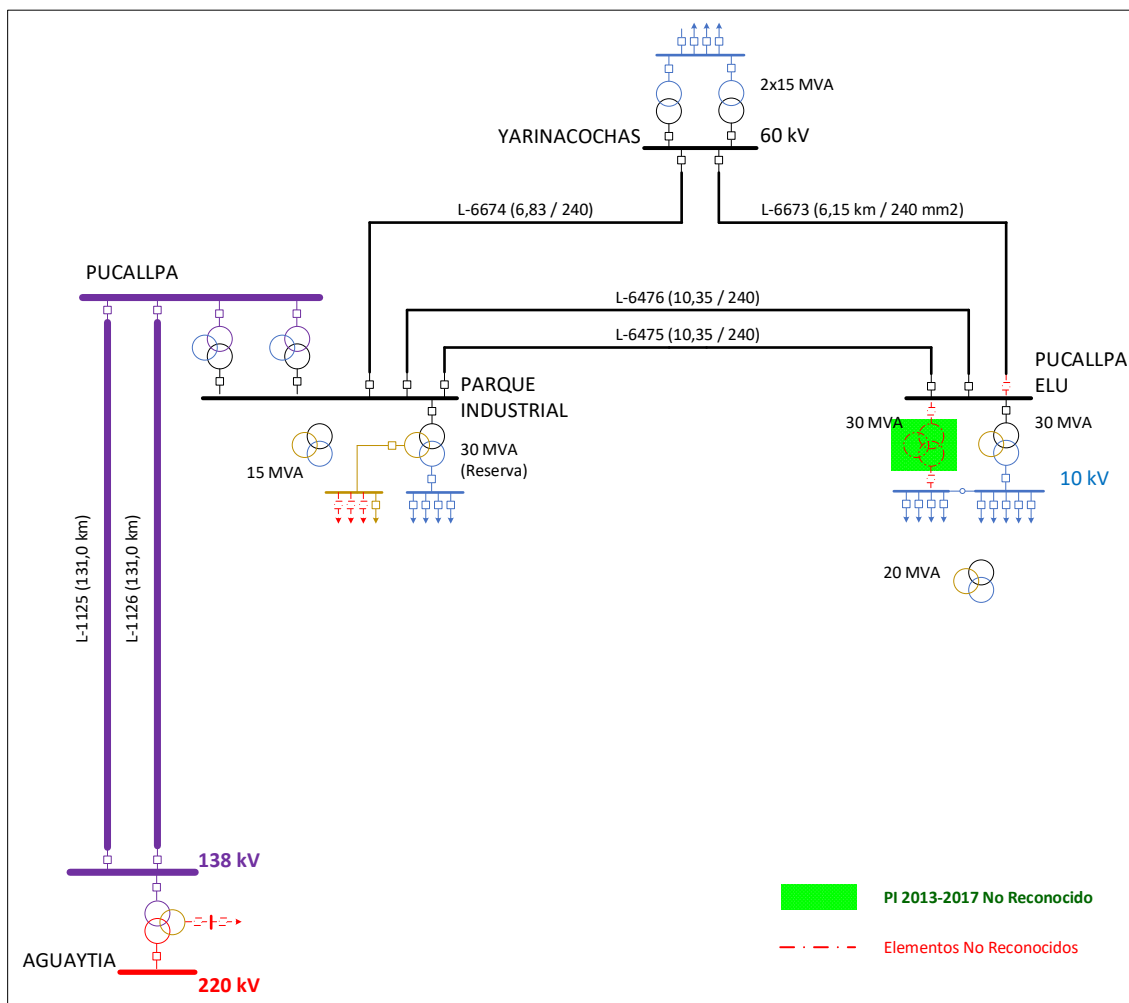 2x15 MVA
YARINACOCHAS
60 kV
L-6674 (6,83 / 240)
L-6673 (6,15 km / 240 mm2)
PUCALLPA
L-6476 (10,35 / 240)
L-6475 (10,35 / 240)
PARQUE
INDUSTRIAL
PUCALLPA
ELU
30 MVA
30 MVA
15 MVA
30 MVA
(Reserva)
10 kV
20 MVA
L-1125 (131,0 km)
L-1126 (131,0 km)
138 kV
AGUAYTIA
220 kV
PI 2013-2017 No Reconocido
Elementos No Reconocidos